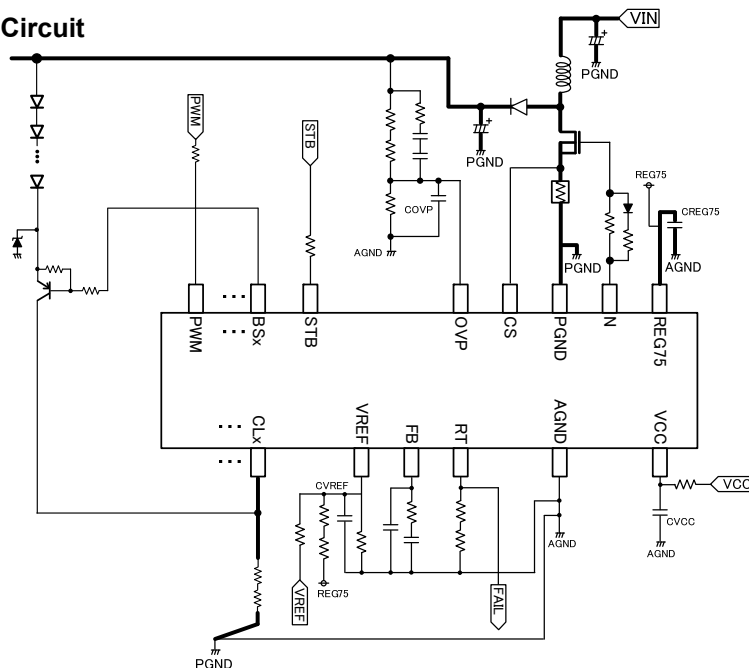 Circuit
VIN
PGND
PWM
STB
PGND
REG75
CREG75
COVP
AGND
PGND
AGND
PWM
BSx
STB
OVP
CS
PGND
N
REG75
CLx
VREF
FB
RT
AGND
VCC
CVREF
VCC
CVCC
AGND
AGND
REG75
VREF
FAIL
PGND